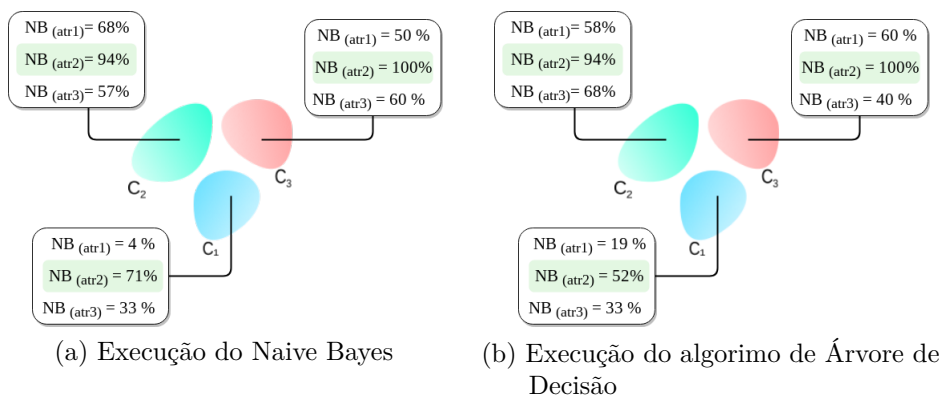 NB (atr1)= 68%
NB (atr2)= 94%
NB (atr3)= 57%
NB (atr1) = 50 %
NB (atr2) = 100%
NB (atr3) = 60 %
C2
C3
C1
NB (atr1) = 4 %
NB (atr2) = 71%
NB (atr3) = 33 %
(a) Execução do Naive Bayes
NB (atr1)= 58%
NB (atr2)= 94%
NB (atr3)= 68%
NB (atr1) = 60 %
NB (atr2) = 100%
NB (atr3) = 40 %
C2
C3
C1
NB (atr1) = 19 %
NB (atr2) = 52%
NB (atr3) = 33 %
(b) Execução do algorimo de Árvore de
Decisão